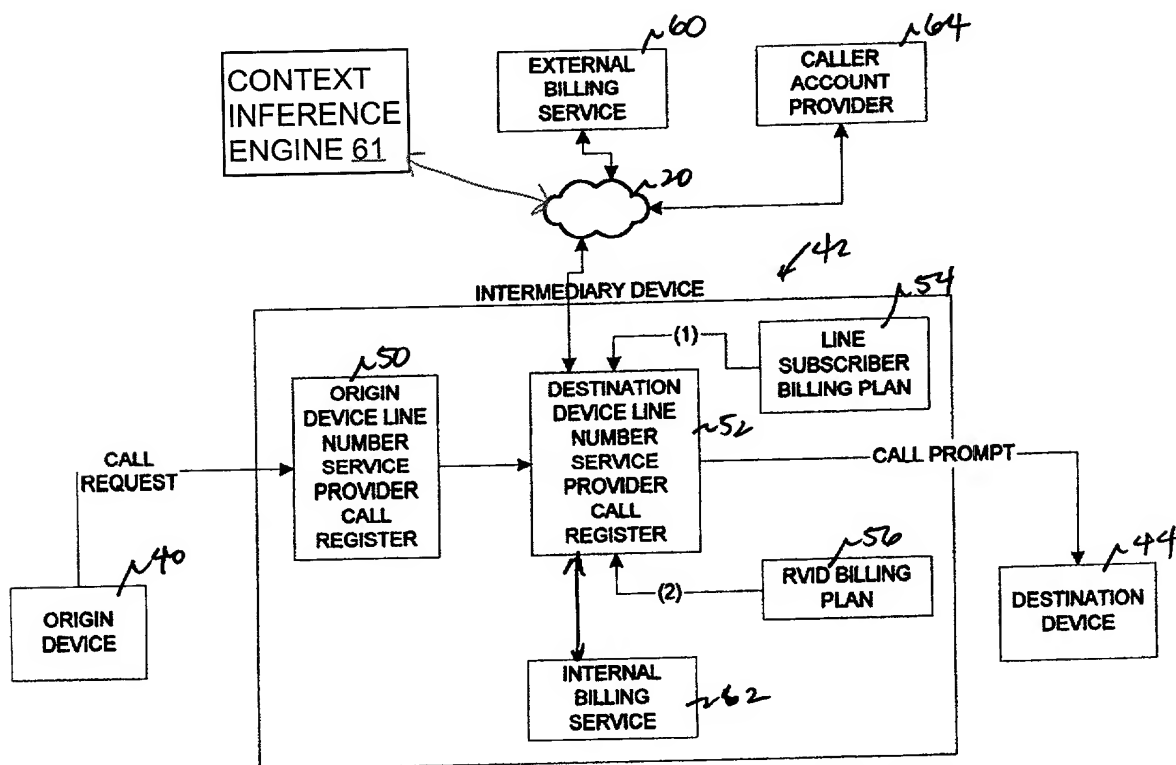 CONTEXT
INFERENCE
ENGINE 61
EXTERNAL
BILLING
SERVICE
~60
CALLER
ACCOUNT
PROVIDER
~64
~20
42
INTERMEDIARY DEVICE
~50
ORIGIN
DEVICE LINE
NUMBER
SERVICE
PROVIDER
CALL
REGISTER
DESTINATION
DEVICE LINE
NUMBER
SERVICE
PROVIDER
CALL
REGISTER
~52
(1)
~54
LINE
SUBSCRIBER
BILLING PLAN
CALL
REQUEST
CALL PROMPT
~40
ORIGIN
DEVICE
(2)
~56
RVID BILLING
PLAN
~44
DESTINATION
DEVICE
INTERNAL
BILLING
SERVICE
~62